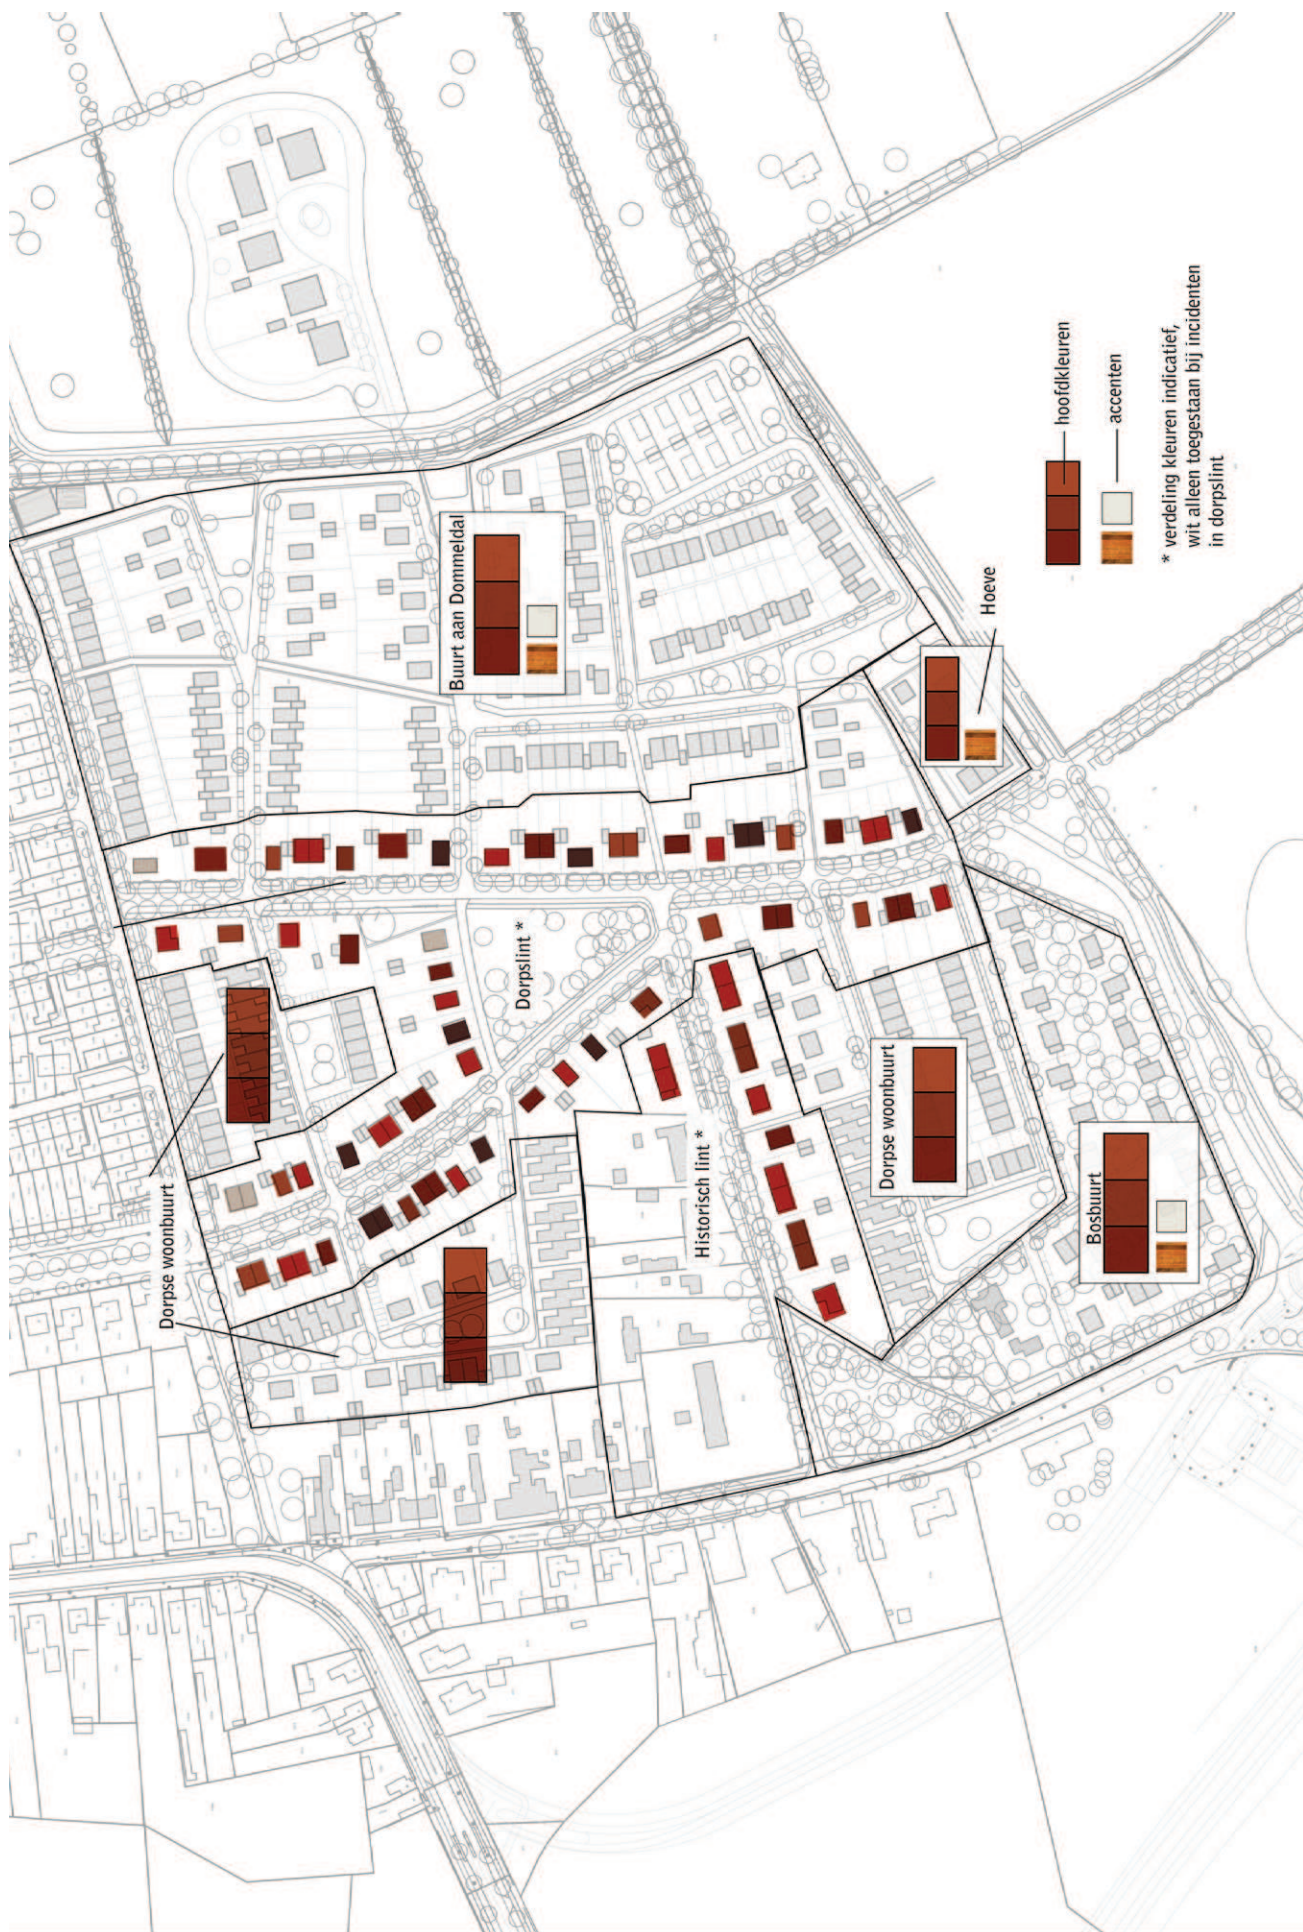 Dorpse woonbuurt
Buurt aan Dommeldal
Dorpslint *
Historisch lint *
Dorpse woonbuurt
Hoeve
Bosbuurt
hoofdkleuren
accenten
* verdeling kleuren indicatief,
wit alleen toegestaan bij incidenten
in dorpslint